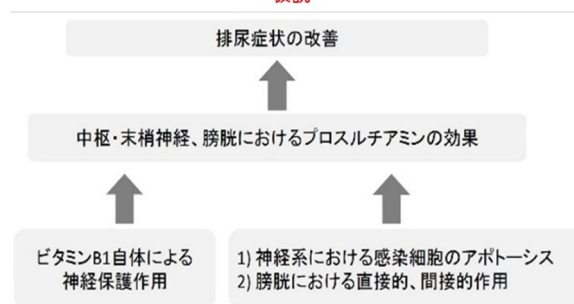 排尿症状の改善
中枢・末梢神経、膀胱におけるプロスルチアミンの効果
ビタミンB1自体による
神経保護作用
1) 神経系における感染細胞のアポトーシス
2) 膀胱における直接的、間接的作用